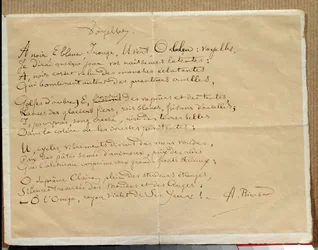 Voyelles
A noir, E blanc, I rouge, U vert, O bleu : voyelles,
Je dirai quelque jour vos naissances latentes :
A, noir corset velu des mouches éclatantes
Qui bombinent autour des puanteurs cruelles,
Golfes d'ombre ; E, candeurs des vapeurs et des tentes,
Lances des glaciers fiers, rois blancs, frissons d'ombelles ;
I, pourpres, sang craché, rire des lèvres belles
Dans la colère ou les ivresses pénitentes ;
U, cycles, vibrements divins des mers virides,
Paix des pâtis semés d'animaux, paix des rides
Que l'alchimie imprime aux grands fronts studieux ;
O, suprême Clairon plein des strideurs étranges,
Silences traversés des Mondes et des Anges :
— O l'Oméga, rayon violet de Ses Yeux !
A. Rimbaud